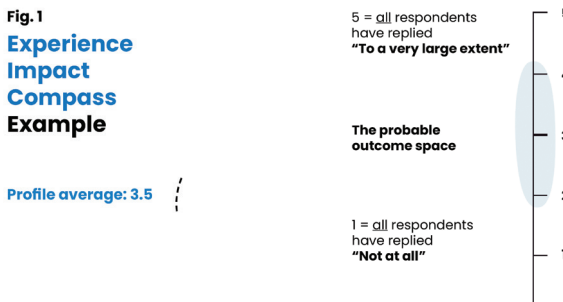 Fig. 1
Experience
Impact
Compass
Example
Profile average: 3.5
5 = all respondents
have replied
“To a very large extent”
The probable
outcome space
1 = all respondents
have replied
“Not at all”